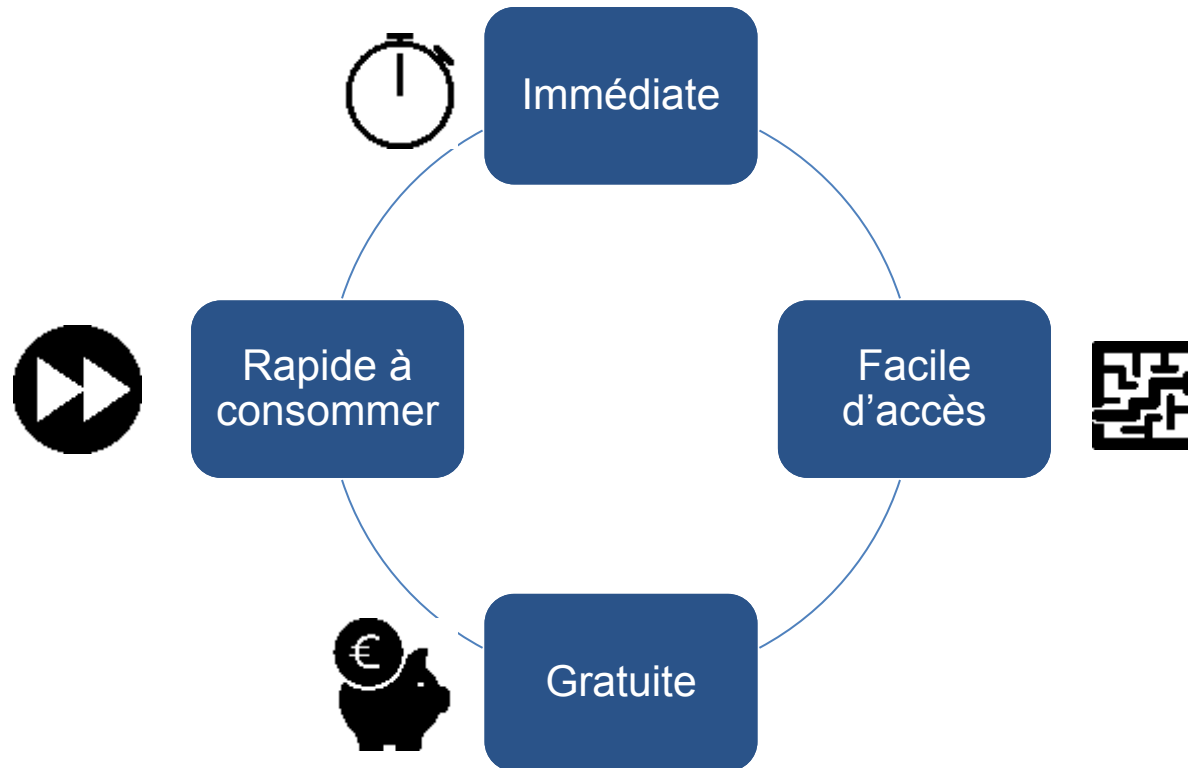 Immédiate
Rapide à
consommer
Facile
d’accès
€
Gratuite